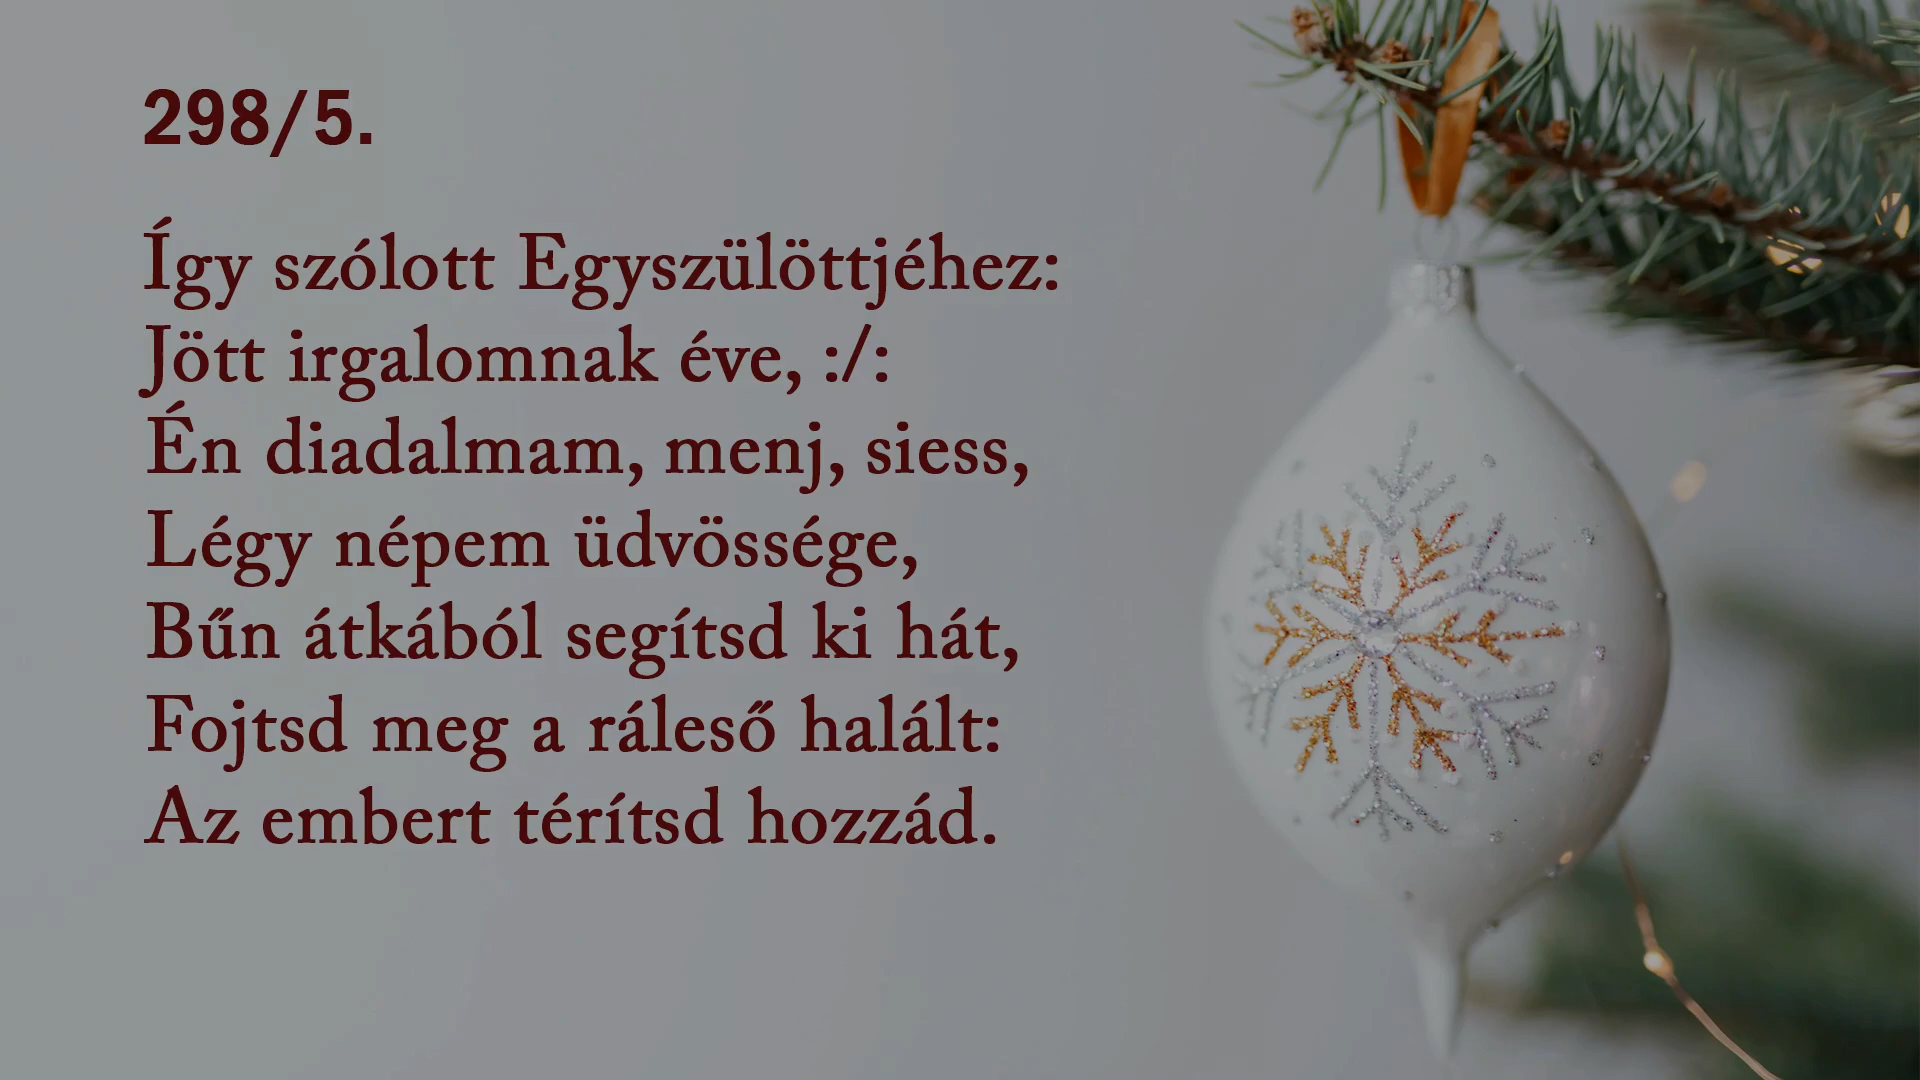 298/5.
Így szólott Egyszülöttjéhez:
Jött irgalomnak éve, :/:
Én diadalmam, menj, siess,
Légy népem üdvössége,
Bűn átkából segítsd ki hát,
Fojtsd meg a ráleső halált:
Az embert térítsd hozzád.